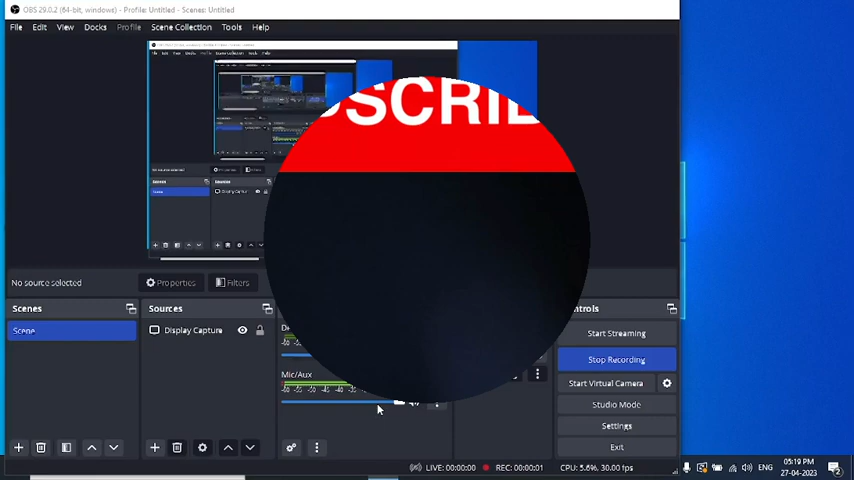 OBS 29.0.2 (64-bit, windows) - Profile: Untitled - Scenes: Untitled
File Edit View Docks Profile Scene Collection Tools Help
SCRIB
No source selected Properties Filters
Scenes Sources
Scene
Display Capture
Start Streaming
Stop Recording
Mic/Aux
Start Virtual Camera
Studio Mode
Settings
Exit
LIVE: 00:00:00 REC: 00:00:01 CPU: 5.6%, 30.00 fps
ENG
05:19 PM
27-04-2023
2